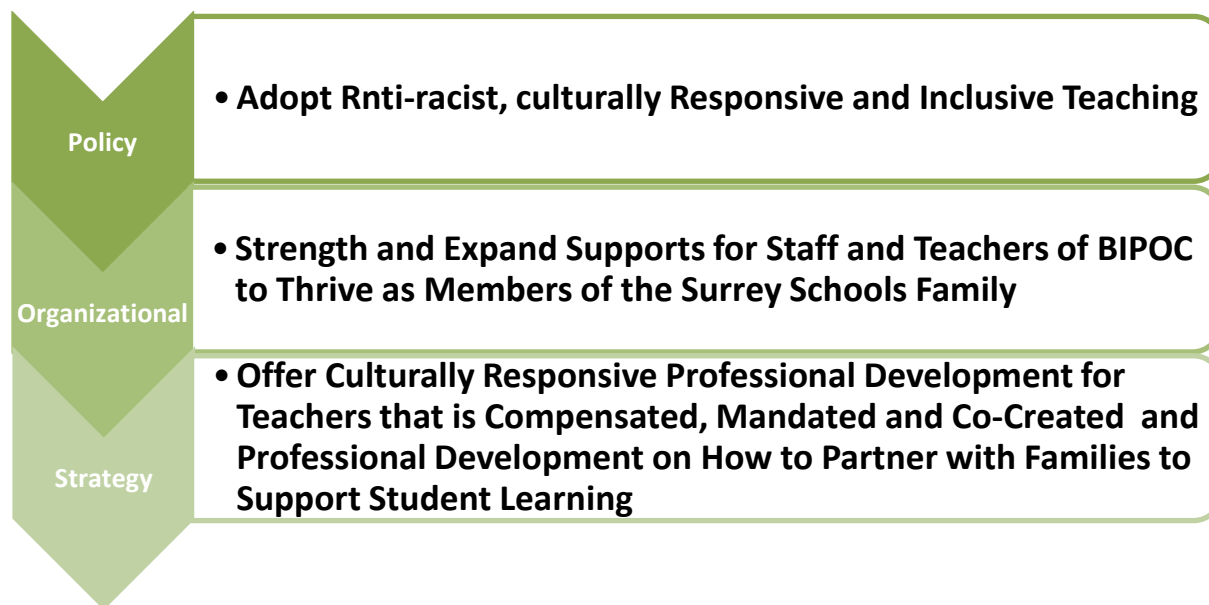 Policy
• Adopt Rnti-racist, culturally Responsive and Inclusive Teaching
Organizational
• Strength and Expand Supports for Staff and Teachers of BIPOC
to Thrive as Members of the Surrey Schools Family
Strategy
• Offer Culturally Responsive Professional Development for
Teachers that is Compensated, Mandated and Co-Created and
Professional Development on How to Partner with Families to
Support Student Learning